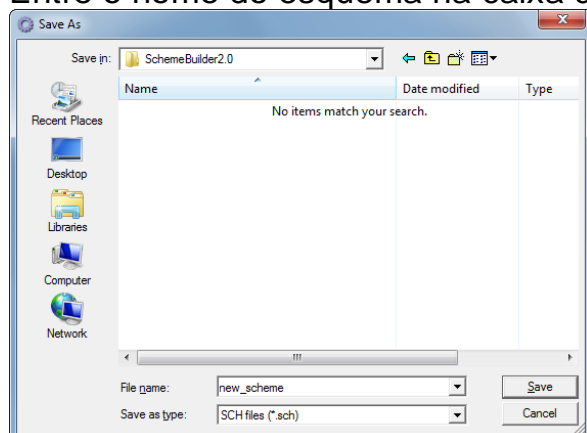 Entre o nome do esquema na caixa
Save As
Save in: SchemeBuilder2.0
Name Date modified Type
No items match your search.
Recent Places
Desktop
Libraries
Computer
Network
File name: new_scheme Save
Save as type: SCH files (*.sch) Cancel